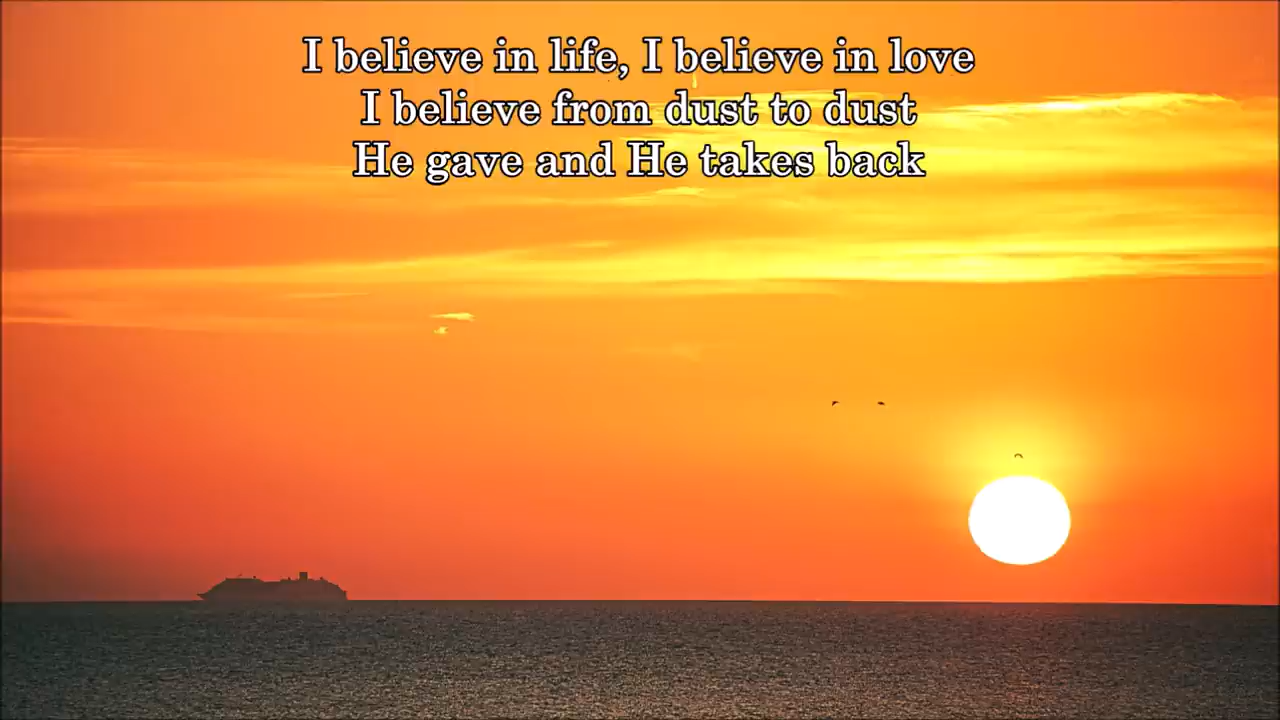 I believe in life, I believe in love
I believe from dust to dust
He gave and He takes back